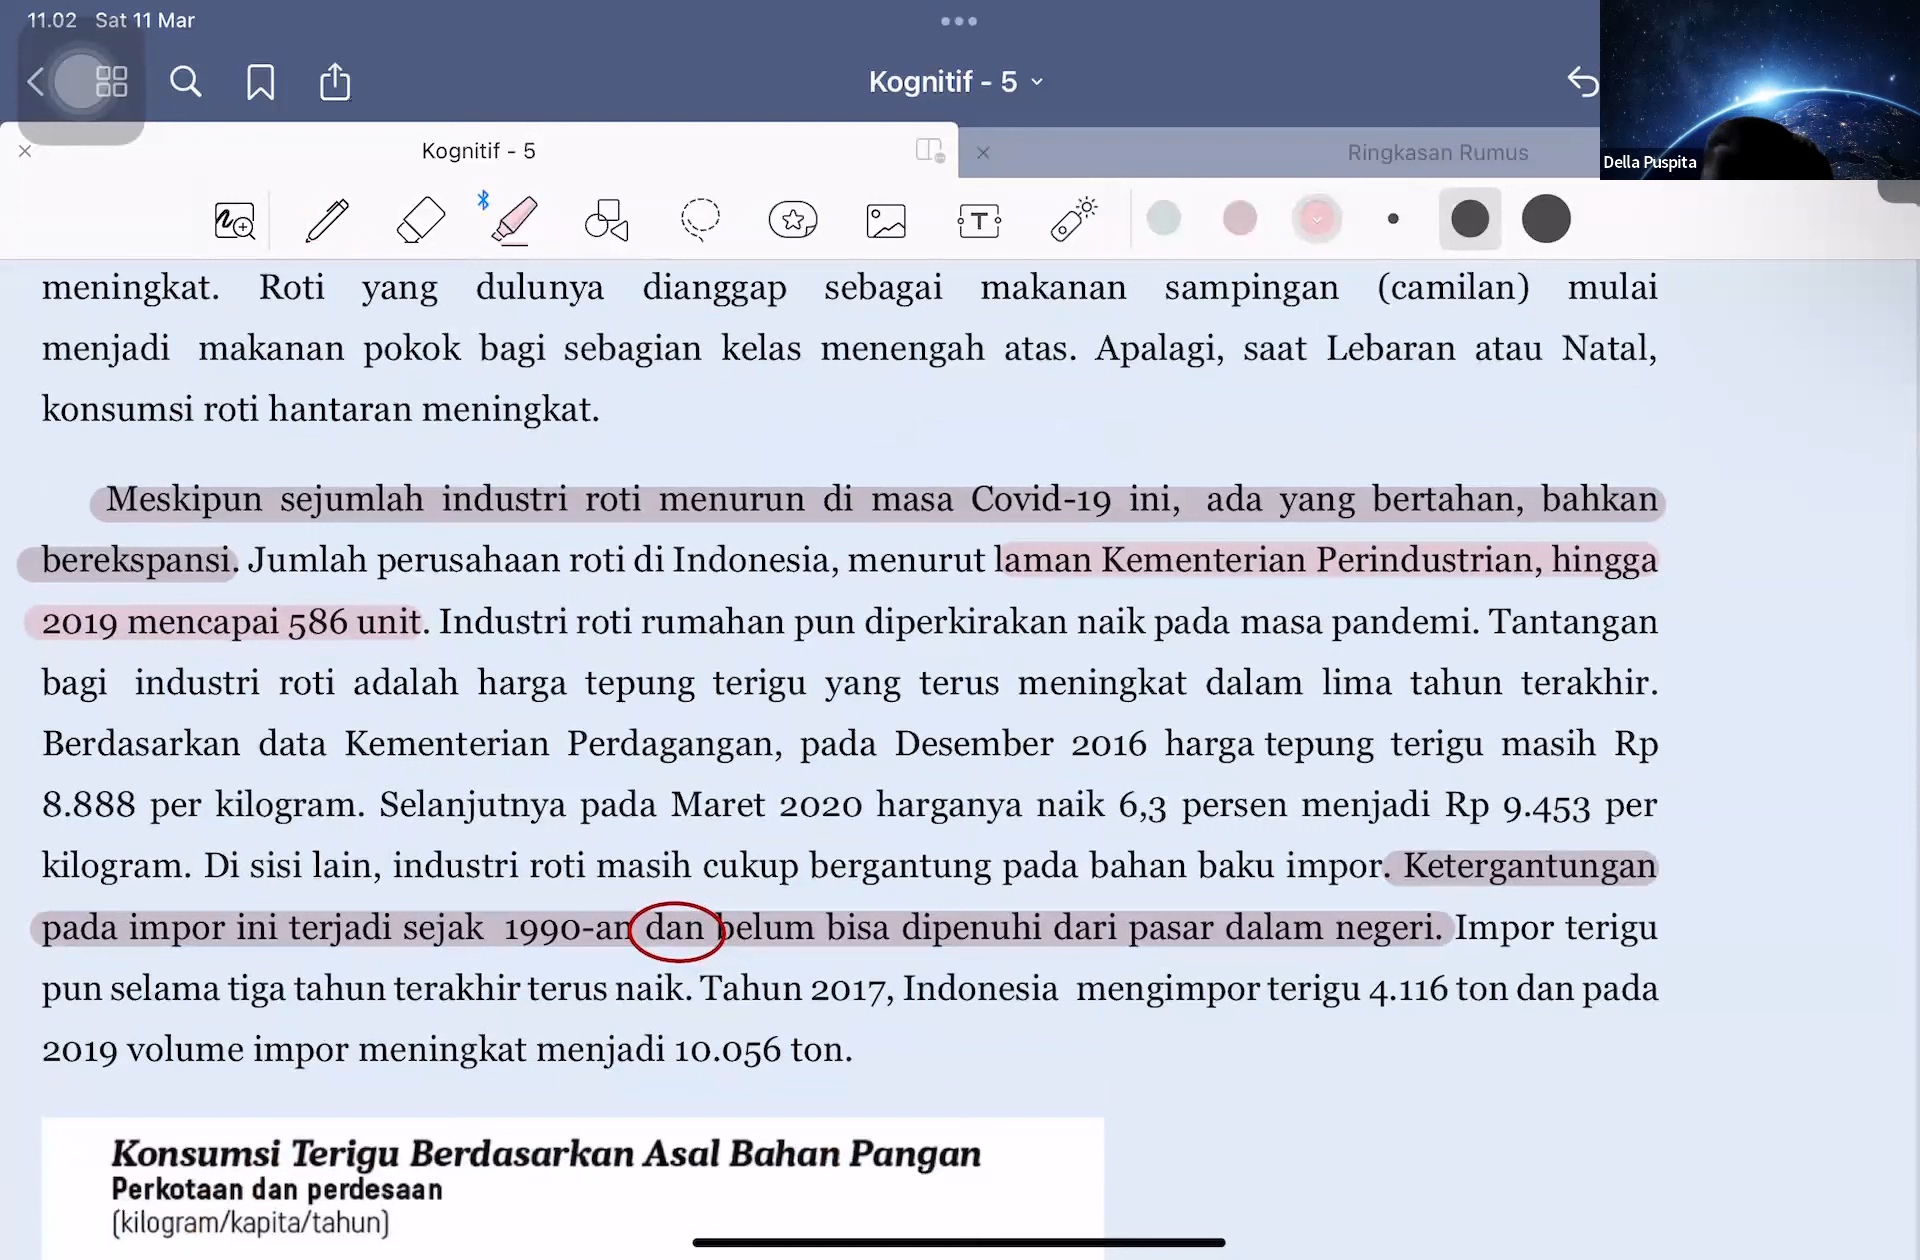 11.02 Sat 11 Mar
Kognitif - 5
Kognitif - 5
Ringkasan Rumus
Della Puspita
T
meningkat. Roti yang dulunya dianggap sebagai makanan sampingan (camilan) mulai
menjadi makanan pokok bagi sebagian kelas menengah atas. Apalagi, saat Lebaran atau Natal,
konsumsi roti hantaran meningkat.
Meskipun sejumlah industri roti menurun di masa Covid-19 ini, ada yang bertahan, bahkan
berekspansi. Jumlah perusahaan roti di Indonesia, menurut laman Kementerian Perindustrian, hingga
2019 mencapai 586 unit. Industri roti rumahan pun diperkirakan naik pada masa pandemi. Tantangan
bagi industri roti adalah harga tepung terigu yang terus meningkat dalam lima tahun terakhir.
Berdasarkan data Kementerian Perdagangan, pada Desember 2016 harga tepung terigu masih Rp
8.888 per kilogram. Selanjutnya pada Maret 2020 harganya naik 6,3 persen menjadi Rp 9.453 per
kilogram. Di sisi lain, industri roti masih cukup bergantung pada bahan baku impor. Ketergantungan
pada impor ini terjadi sejak 1990-an dan belum bisa dipenuhi dari pasar dalam negeri. Impor terigu
pun selama tiga tahun terakhir terus naik. Tahun 2017, Indonesia mengimpor terigu 4.116 ton dan pada
2019 volume impor meningkat menjadi 10.056 ton.
Konsumsi Terigu Berdasarkan Asal Bahan Pangan
Perkotaan dan perdesaan
(kilogram/kapita/tahun)